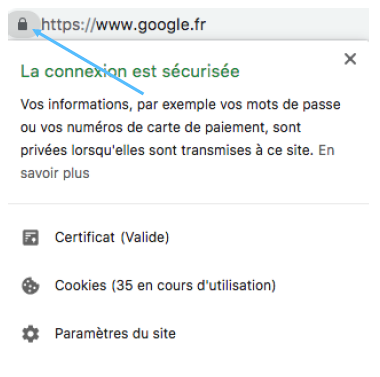 https://www.google.fr
La connexion est sécurisée
Vos informations, par exemple vos mots de passe
ou vos numéros de carte de paiement, sont
privées lorsqu'elles sont transmises à ce site. En
savoir plus
Certificat (Valide)
Cookies (35 en cours d'utilisation)
Paramètres du site